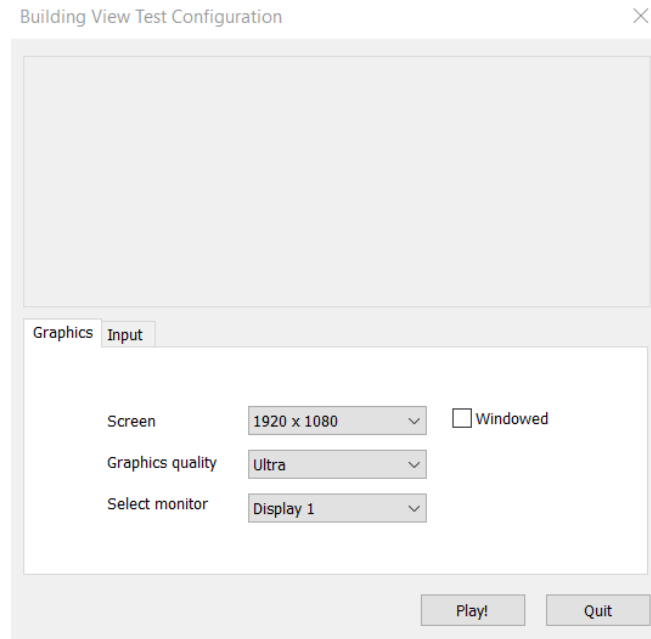 Building View Test Configuration
Graphics Input
Screen 1920 x 1080 Windowed
Graphics quality Ultra
Select monitor Display 1
Play! Quit